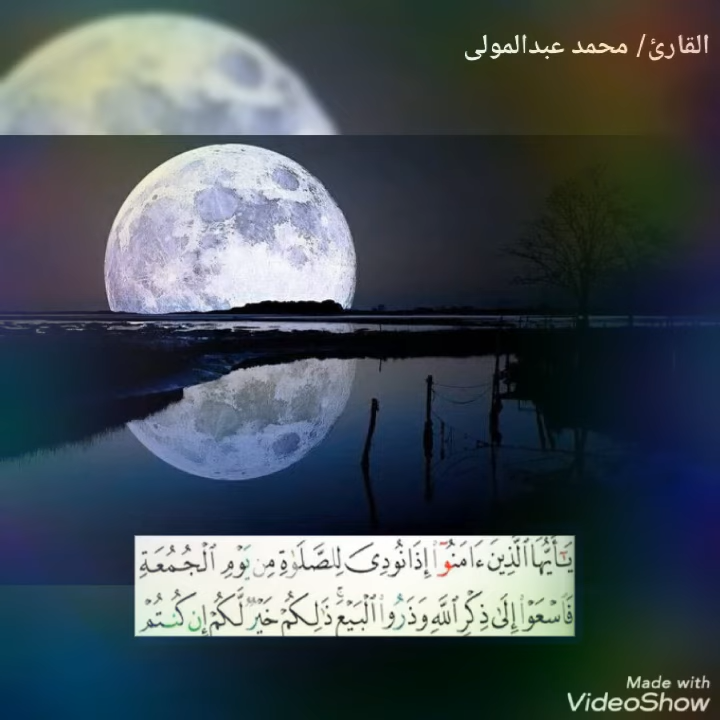 القارئ/ محمد عبدالمولى
يَٰٓأَيُّهَا ٱلَّذِينَ ءَامَنُوٓا۟ إِذَا نُودِىَ لِلصَّلَوٰةِ مِن يَوْمِ ٱلْجُمُعَةِ
فَٱسْعَوْا۟ إِلَىٰ ذِكْرِ ٱللَّهِ وَذَرُوا۟ ٱلْبَيْعَ ۚ ذَٰلِكُمْ خَيْرٌ لَّكُمْ إِن كُنتُمْ
Made with
VideoShow